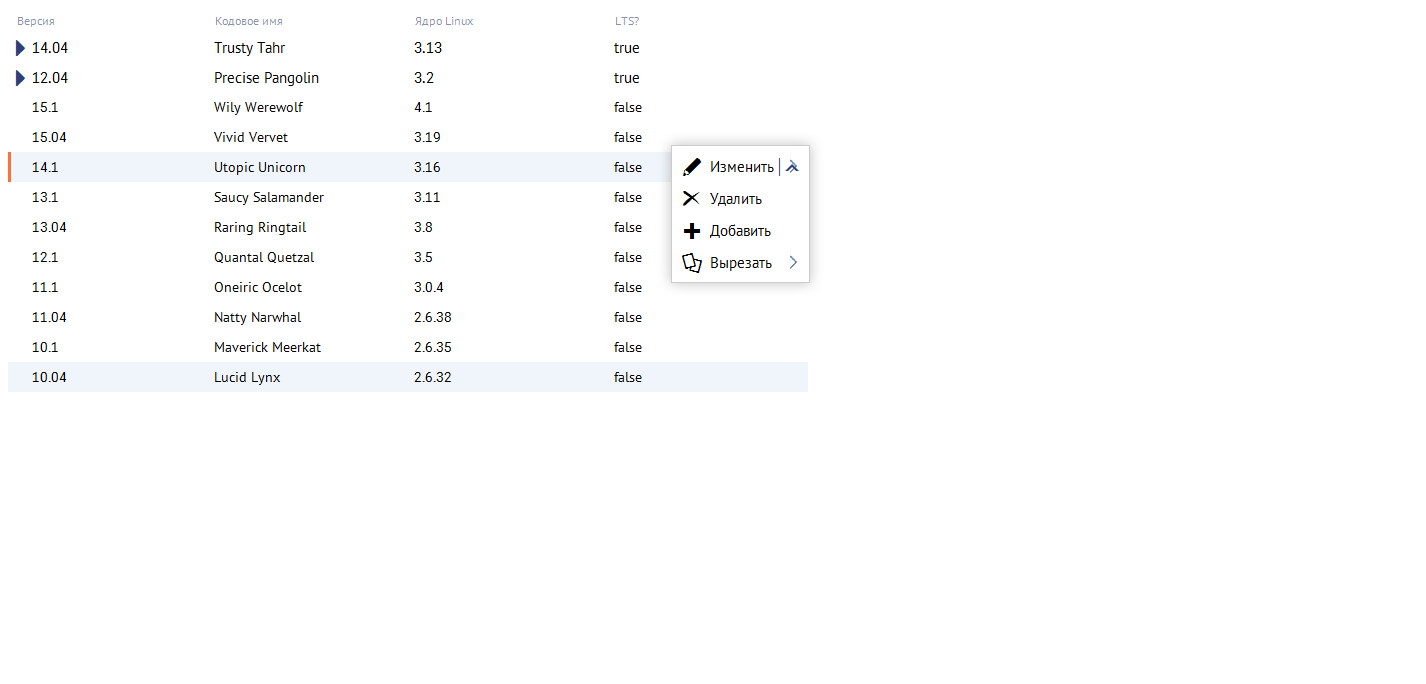 Версия Кодовое имя Ядро Linux LTS?
14.04 Trusty Tahr 3.13 true
12.04 Precise Pangolin 3.2 true
15.1 Wily Werewolf 4.1 false
15.04 Vivid Vervet 3.19 false
14.1 Utopic Unicorn 3.16 false Изменить
13.1 Saucy Salamander 3.11 false Удалить
13.04 Raring Ringtail 3.8 false Добавить
12.1 Quantal Quetzal 3.5 false Вырезать
11.1 Oneiric Ocelot 3.0.4 false
11.04 Natty Narwhal 2.6.38 false
10.1 Maverick Meerkat 2.6.35 false
10.04 Lucid Lynx 2.6.32 false